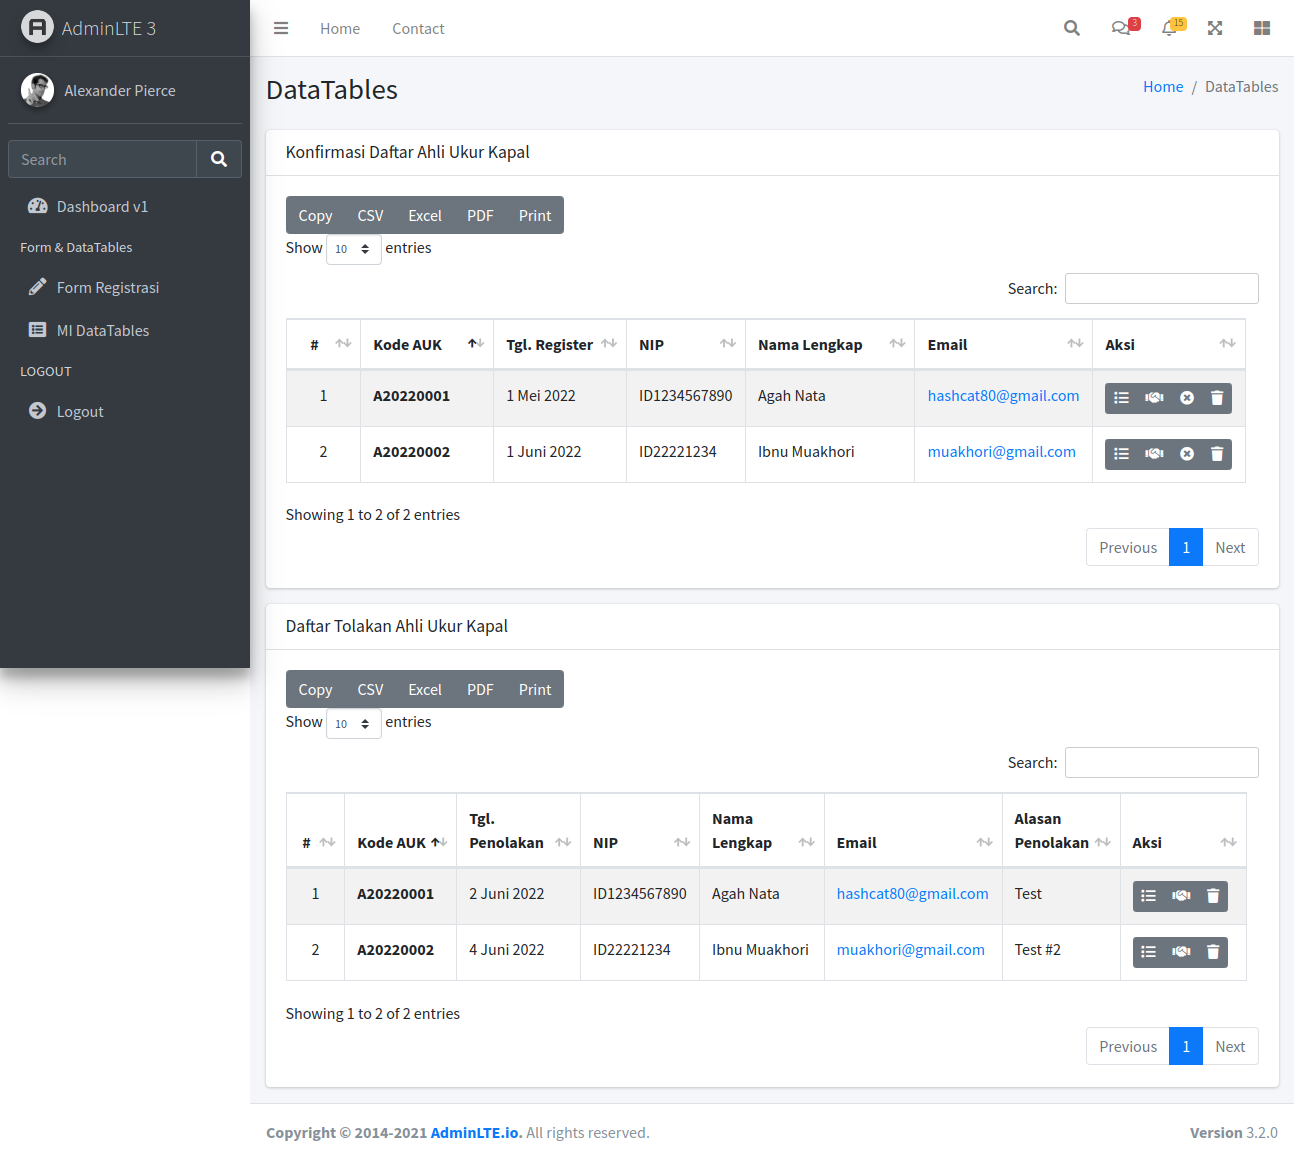 AdminLTE 3
Home Contact
3
15
Alexander Pierce
Search
Dashboard v1
Form & DataTables
Form Registrasi
MI DataTables
LOGOUT
Logout
DataTables
Home / DataTables
Konfirmasi Daftar Ahli Ukur Kapal
Copy CSV Excel PDF Print
Show 10 entries
Search:
# Kode AUK Tgl. Register NIP Nama Lengkap Email Aksi
1 A20220001 1 Mei 2022 ID1234567890 Agah Nata hashcat80@gmail.com
2 A20220002 1 Juni 2022 ID22221234 Ibnu Muakhori muakhori@gmail.com
Showing 1 to 2 of 2 entries
Previous 1 Next
Daftar Tolakan Ahli Ukur Kapal
Copy CSV Excel PDF Print
Show 10 entries
Search:
# Kode AUK Tgl. Penolakan NIP Nama Lengkap Email Alasan Penolakan Aksi
1 A20220001 2 Juni 2022 ID1234567890 Agah Nata hashcat80@gmail.com Test
2 A20220002 4 Juni 2022 ID22221234 Ibnu Muakhori muakhori@gmail.com Test #2
Showing 1 to 2 of 2 entries
Previous 1 Next
Copyright © 2014-2021 AdminLTE.io. All rights reserved.
Version 3.2.0